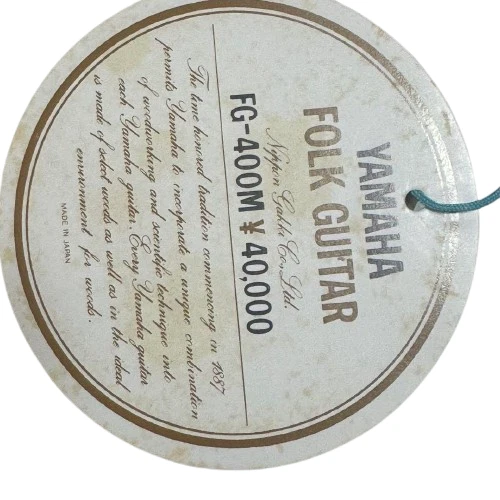 YAMAHA
FOLK GUITAR
Nippon Gakki Co., Ltd.
FG-400M ¥ 40,000
The time honored tradition commencing in 1887,
permits Yamaha to incorporate a unique combination
of woodworking and scientific technique into
each Yamaha guitar. Every Yamaha guitar
is made of select woods as well as in the ideal
environment for woods.
MADE IN JAPAN